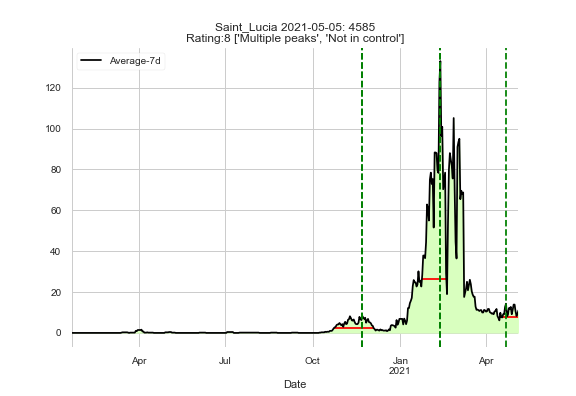 Saint_Lucia 2021-05-05: 4585
Rating:8 ['Multiple peaks', 'Not in control']
Average-7d
120
100
80
60
40
20
0
Apr
Jul
Oct
Jan
2021
Apr
Date